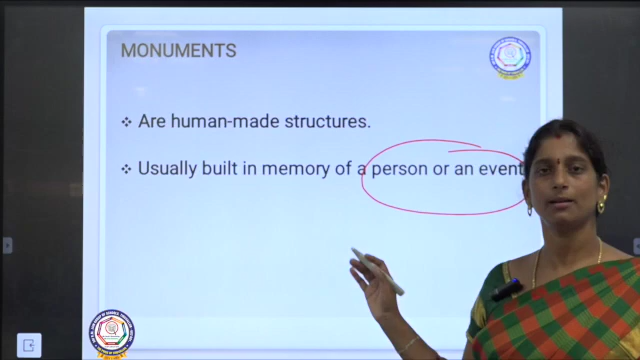 MONUMENTS
❖ Are human-made structures.
❖ Usually built in memory of a person or an event